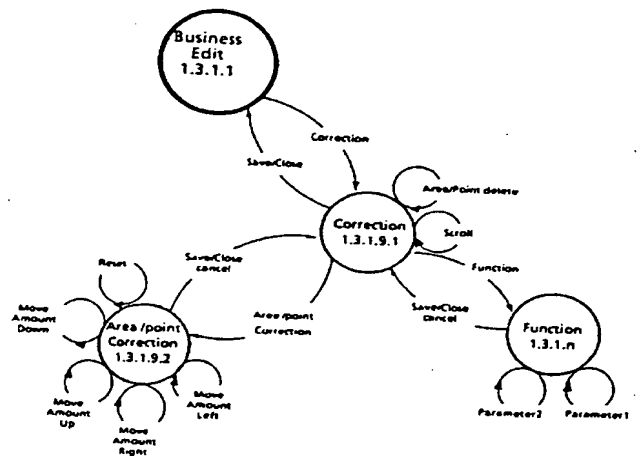 Business
Edit
1.3.1.1
Correction
Save/Close
Area/Point delete
Correction
1.3.1.9.1
Scroll
Function
Save/Close
cancel
Reset
Save/Close
cancel
Move
Amount
Down
Area/point
Correction
1.3.1.9.2
Area/point
Correction
Function
1.3.1.n
Move
Amount
Up
Move
Amount
Right
Move
Amount
Left
Parameter2
Parameter1